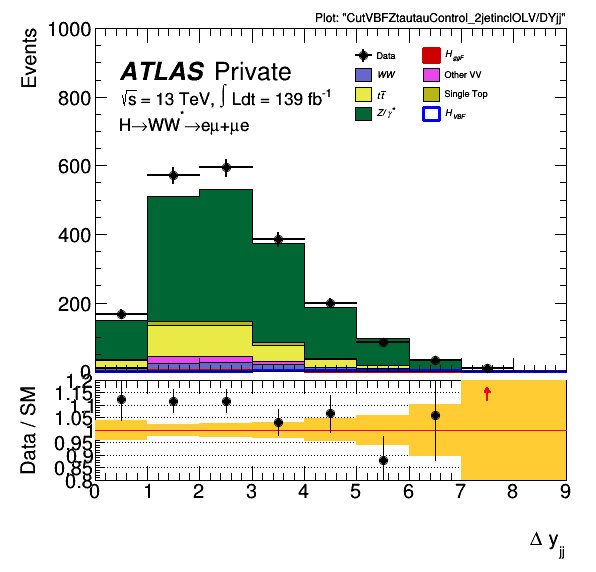 Plot: "CutVBFZtautauControl_2jetinclOLV/DYjj"
Events
1000
800
600
400
200
0
ATLAS Private
√s = 13 TeV, ∫ Ldt = 139 fb⁻¹
H→WW*→eμ+μe
Data
WW
tt̅
Z/γ*
H_ggF
Other VV
Single Top
H_VBF
Data / SM
1.2
1.15
1.1
1.05
1
0.95
0.9
0.85
0.8
0 1 2 3 4 5 6 7 8 9
Δ y_jj